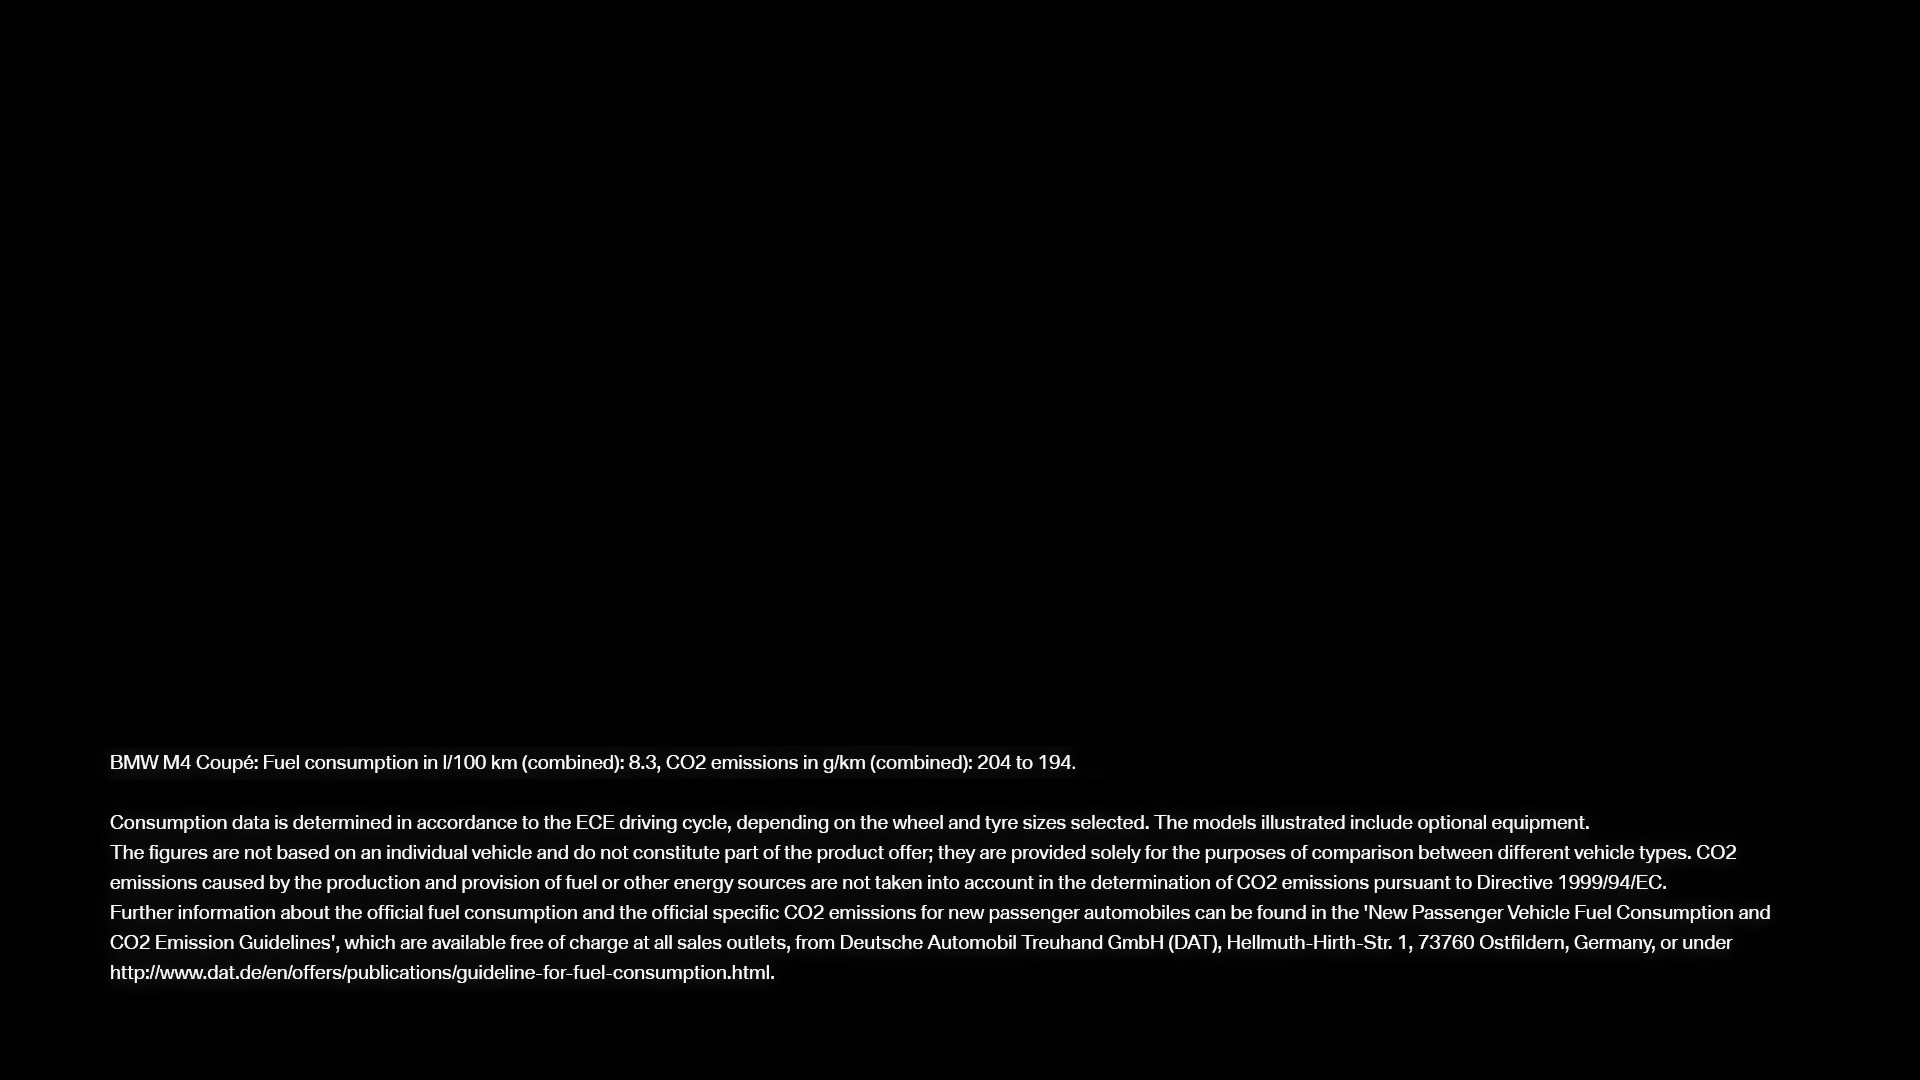 BMW M4 Coupé: Fuel consumption in l/100 km (combined): 8.3, CO2 emissions in g/km (combined): 204 to 194.
Consumption data is determined in accordance to the ECE driving cycle, depending on the wheel and tyre sizes selected. The models illustrated include optional equipment.
The figures are not based on an individual vehicle and do not constitute part of the product offer; they are provided solely for the purposes of comparison between different vehicle types. CO2
emissions caused by the production and provision of fuel or other energy sources are not taken into account in the determination of CO2 emissions pursuant to Directive 1999/94/EC.
Further information about the official fuel consumption and the official specific CO2 emissions for new passenger automobiles can be found in the 'New Passenger Vehicle Fuel Consumption and
CO2 Emission Guidelines', which are available free of charge at all sales outlets, from Deutsche Automobil Treuhand GmbH (DAT), Hellmuth-Hirth-Str. 1, 73760 Ostfildern, Germany, or under
http://www.dat.de/en/offers/publications/guideline-for-fuel-consumption.html.